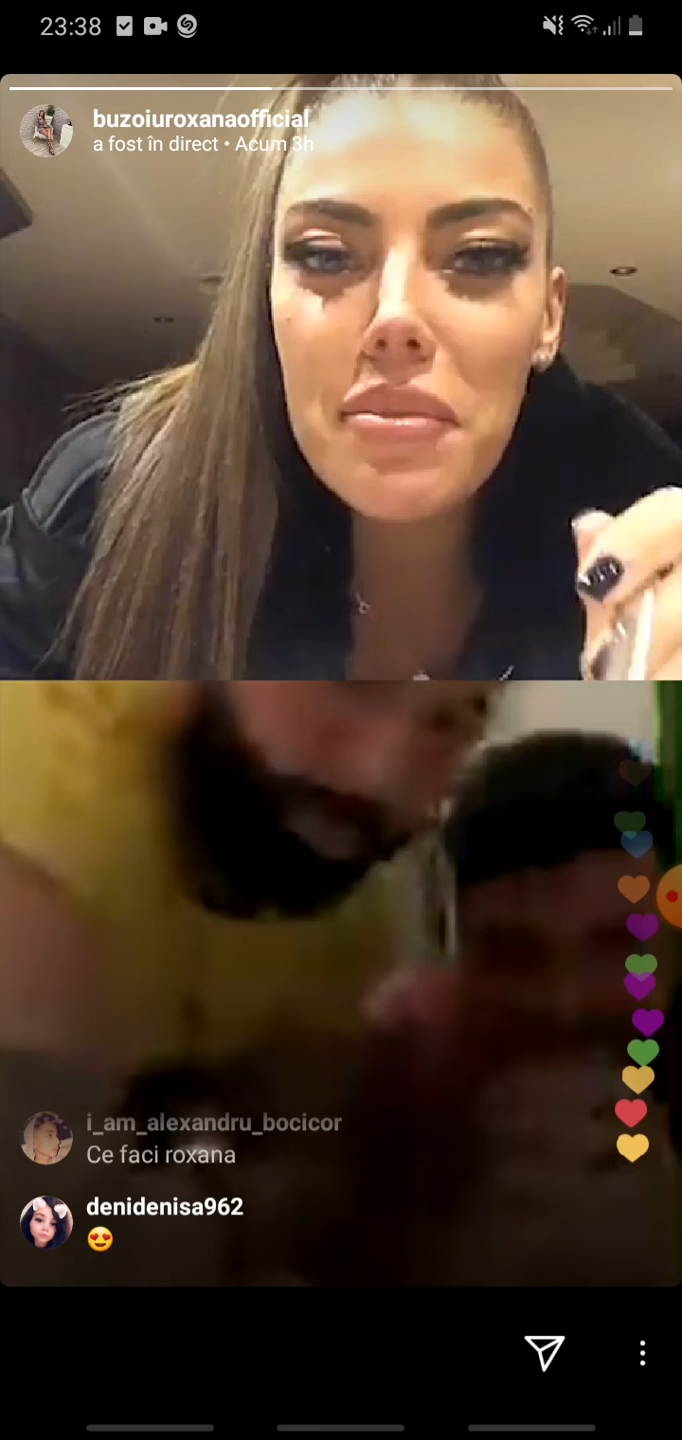 23:38
buzoiuroxanaofficial
a fost în direct • Acum 3h
i_am_alexandru_bocicor
Ce faci roxana
denidenisa962
😍